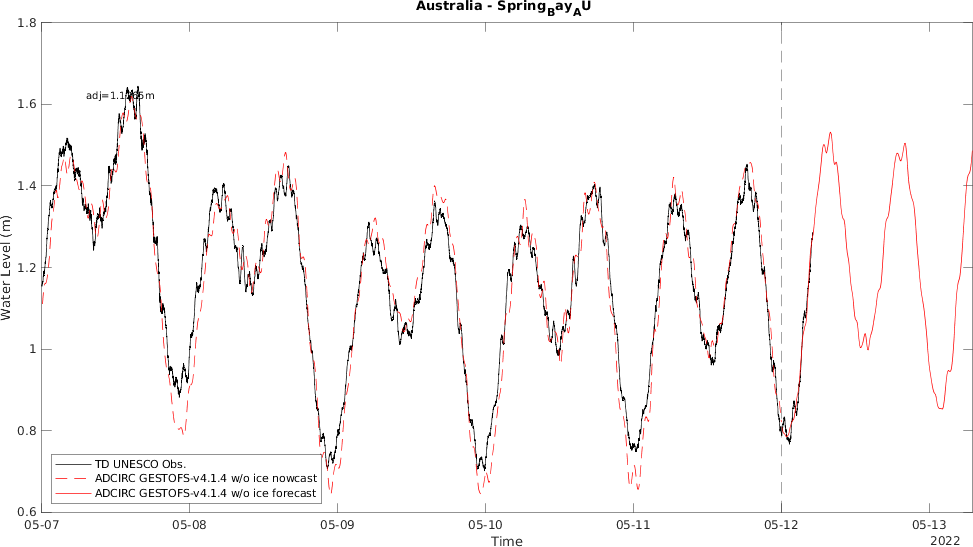 Australia - Spring_Bay_AU
1.8
1.6
1.4
1.2
1
0.8
0.6
Water Level (m)
TD UNESCO Obs.
ADCIRC GESTOFS-v4.1.4 w/o ice nowcast
ADCIRC GESTOFS-v4.1.4 w/o ice forecast
05-07
05-08
05-09
05-10
05-11
05-12
05-13
Time
2022